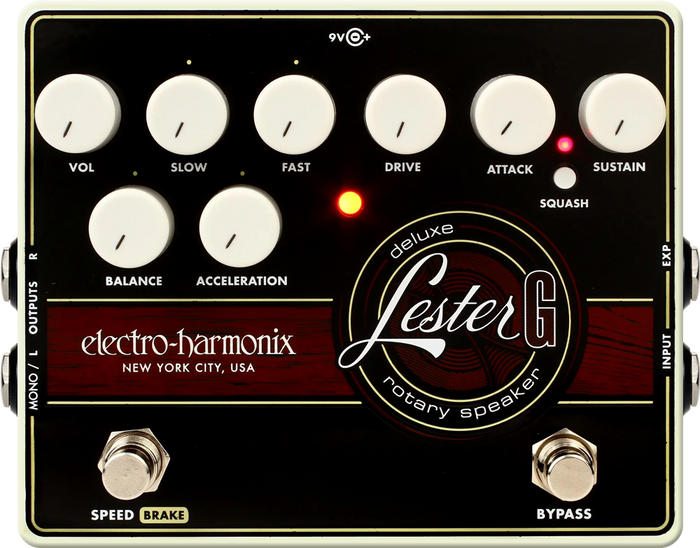 9V +
VOL SLOW FAST DRIVE ATTACK SUSTAIN
SQUASH
BALANCE ACCELERATION
MONO / L OUTPUTS R
EXP
INPUT
deluxe
Lester G
rotary speaker
electro-harmonix
NEW YORK CITY, USA
SPEED BRAKE
BYPASS